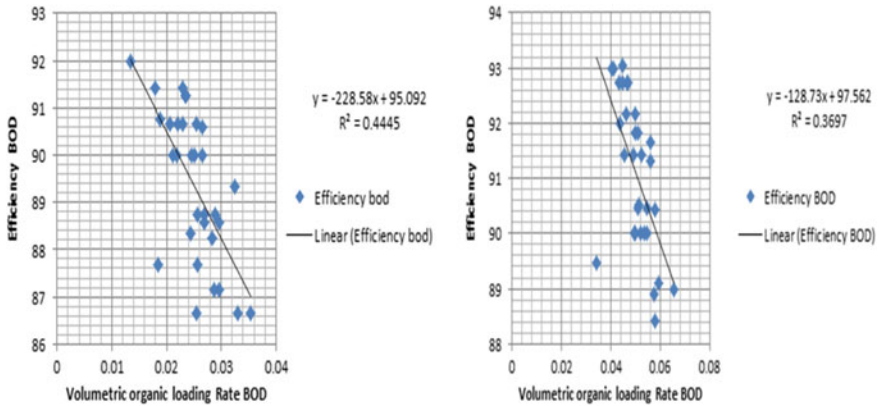 93
92
91
90
89
88
87
86
Efficiency BOD
0
0.01
0.02
0.03
0.04
Volumetric organic loading Rate BOD
y = -228.58x + 95.092
R² = 0.4445
Efficiency bod
Linear (Efficiency bod)
94
93
92
91
90
89
88
Efficiency BOD
0
0.02
0.04
0.06
0.08
Volumetric organic loading Rate BOD
y = -128.73x + 97.562
R² = 0.3697
Efficiency BOD
Linear (Efficiency BOD)